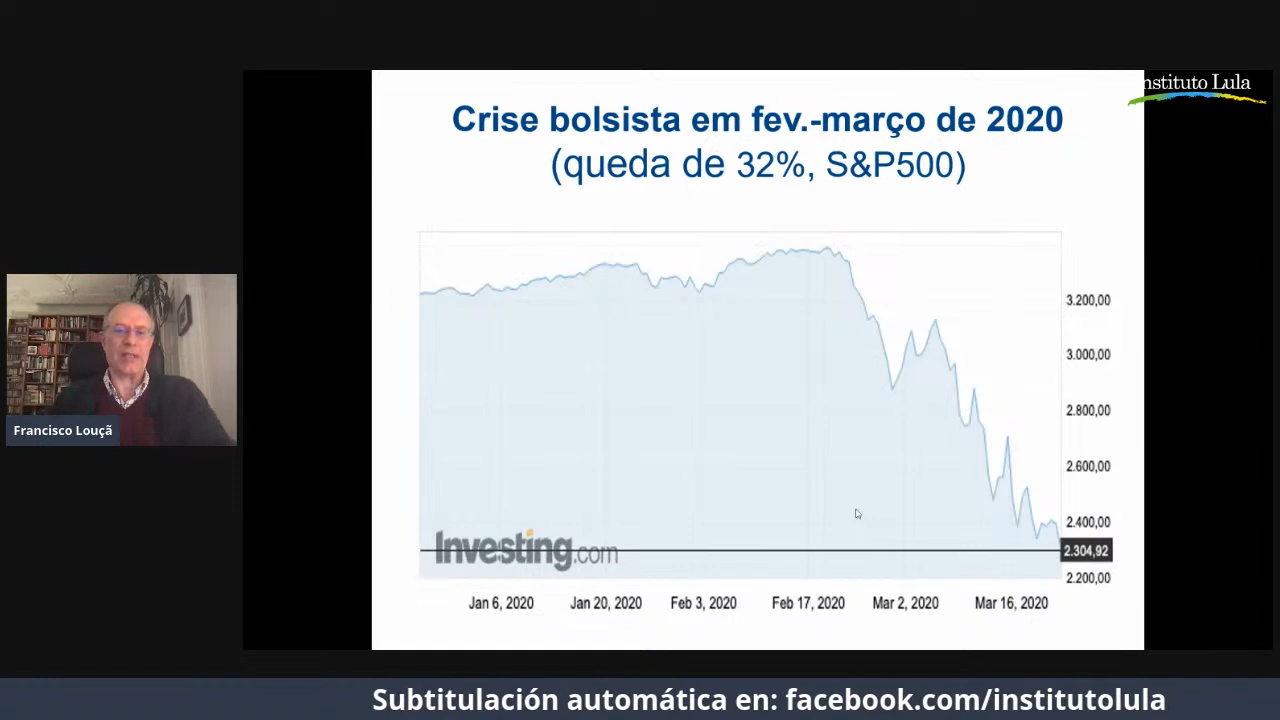 nstituto Lula
Crise bolsista em fev.-março de 2020
(queda de 32%, S&P500)
3.200,00
3.000,00
2.800,00
2.600,00
2.400,00
2.304,92
2.200,00
Investing.com
Jan 6, 2020
Jan 20, 2020
Feb 3, 2020
Feb 17, 2020
Mar 2, 2020
Mar 16, 2020
Francisco Louçã
Subtitulación automática en: facebook.com/institutolula